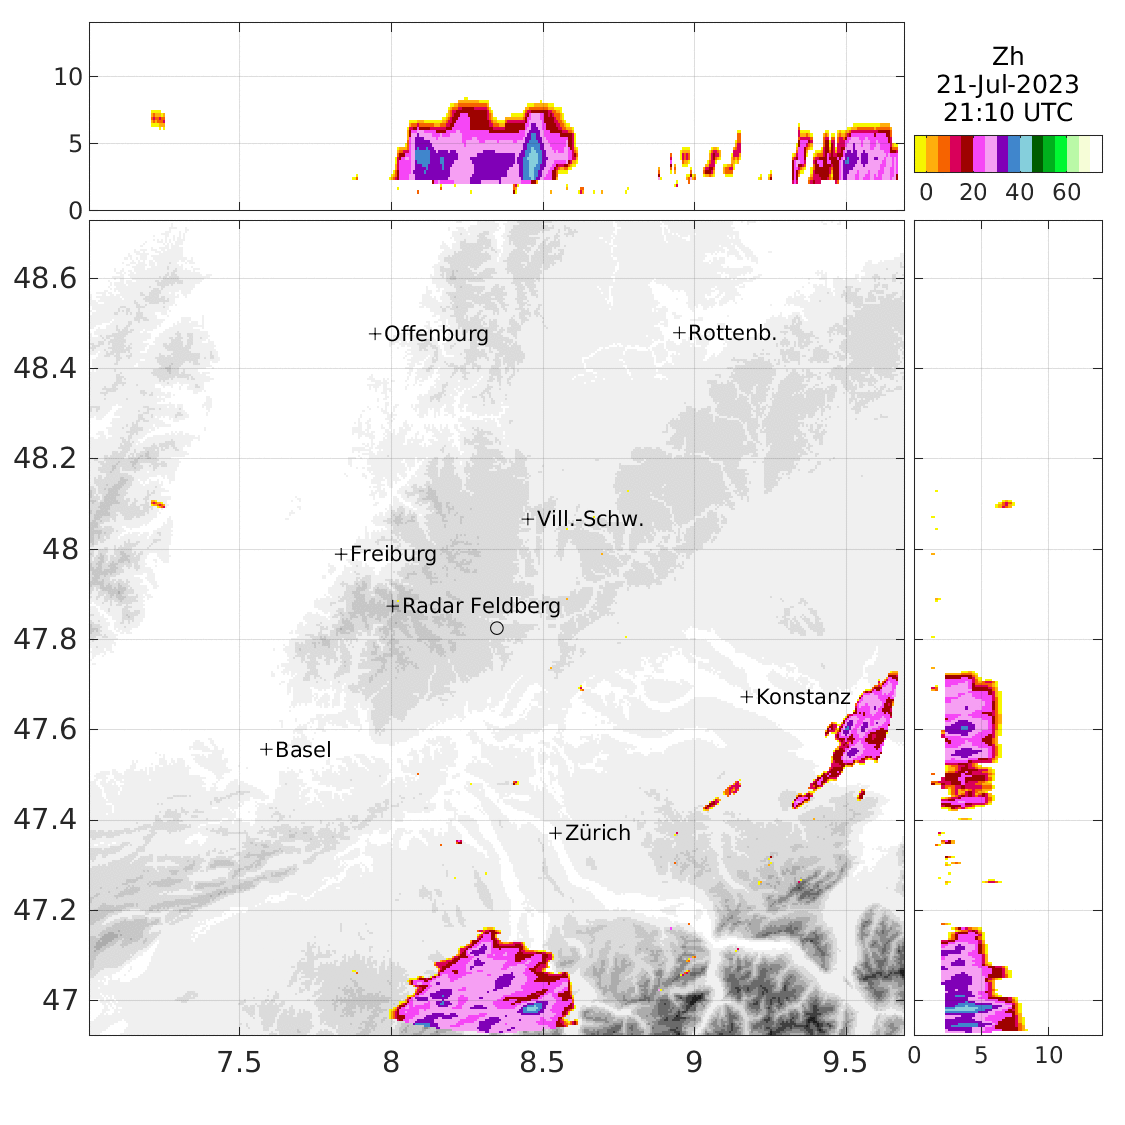 Zh
21-Jul-2023
21:10 UTC
0 20 40 60
10
5
0
48.6
48.4
48.2
48
47.8
47.6
47.4
47.2
47
+Offenburg
+Rottenb.
+Vill.-Schw.
+Freiburg
+Radar Feldberg
+Konstanz
+Basel
+Zürich
7.5 8 8.5 9 9.5
0 5 10